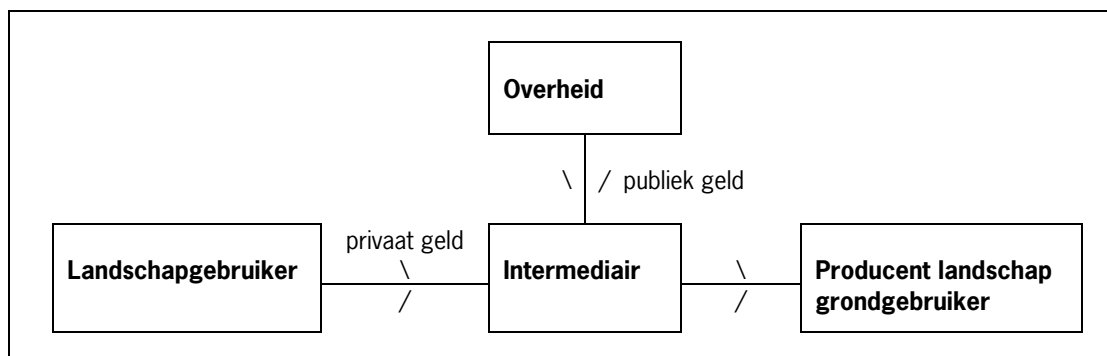 Overheid
\ / publiek geld
privaat geld
Landschapgebruiker
\
/
Intermediair
\
/
Producent landschap
grondgebruiker